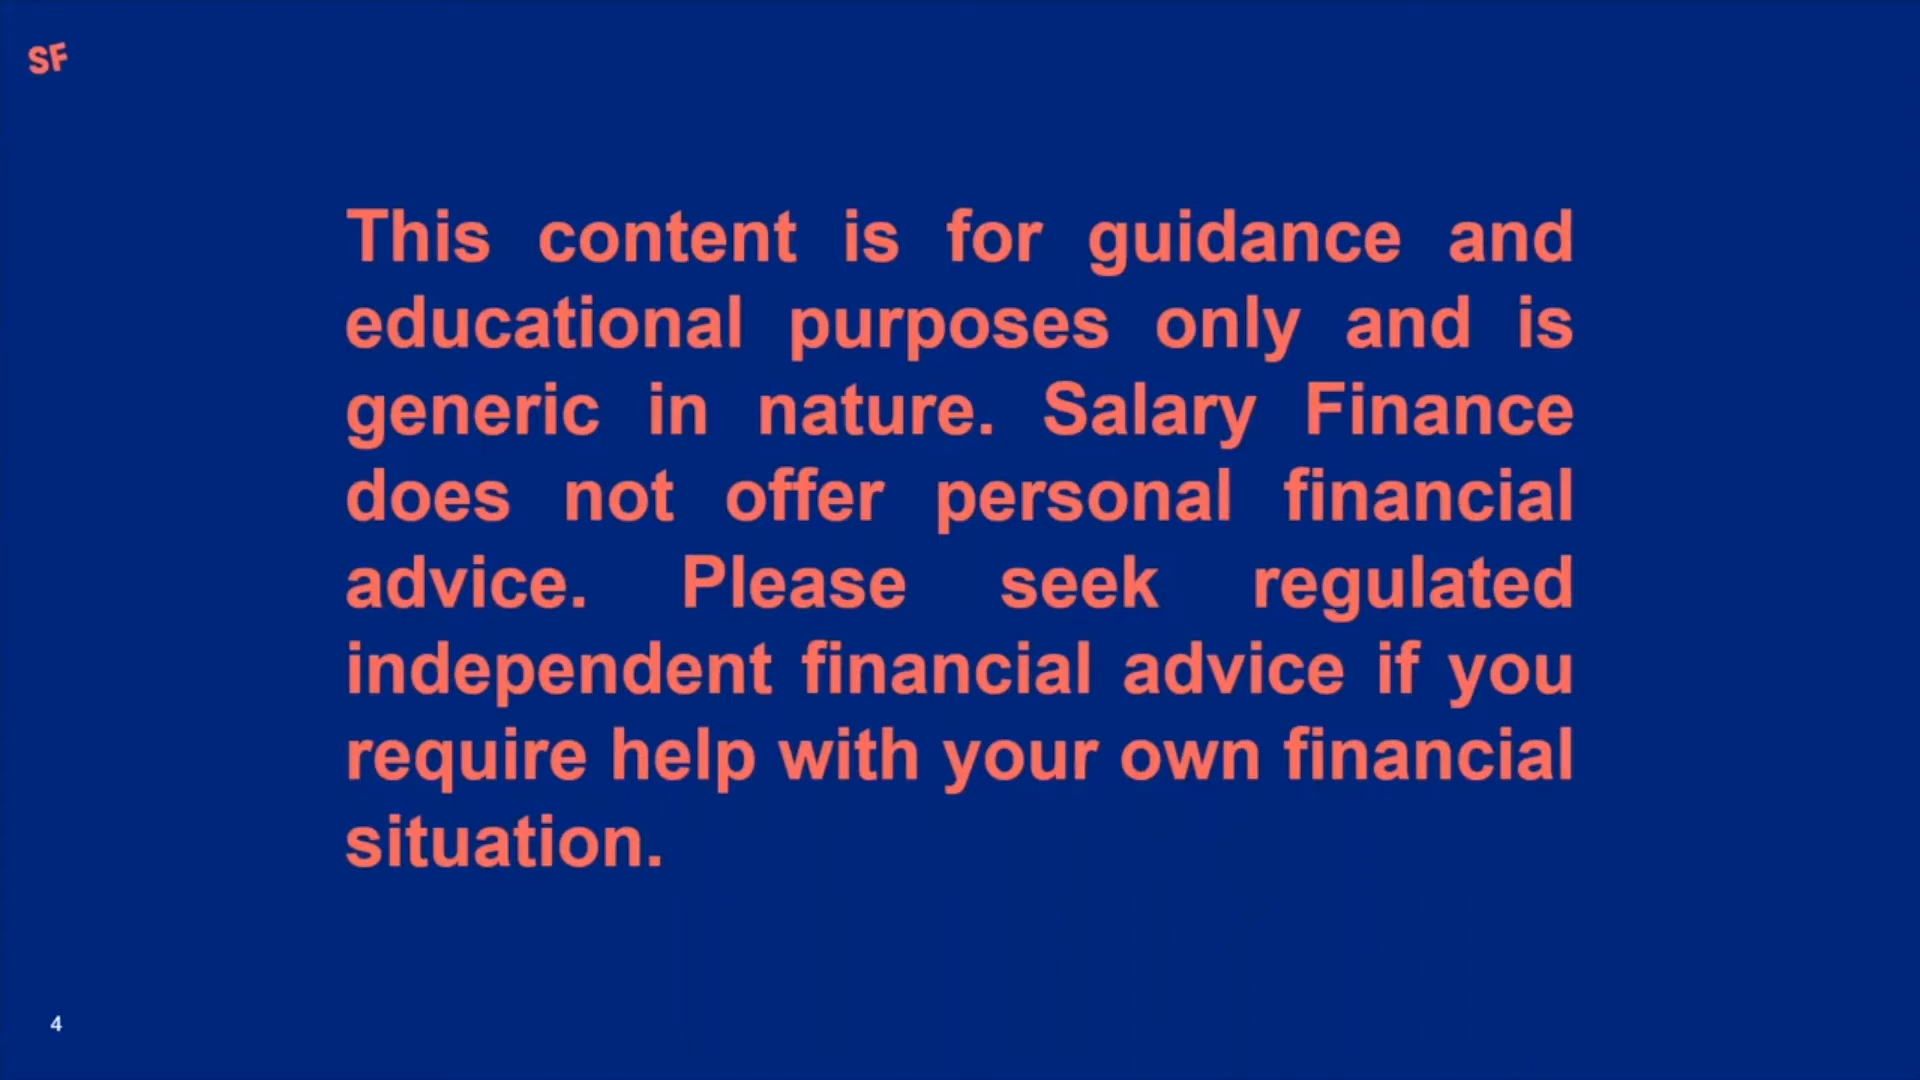 SF
This content is for guidance and
educational purposes only and is
generic in nature. Salary Finance
does not offer personal financial
advice. Please seek regulated
independent financial advice if you
require help with your own financial
situation.
4